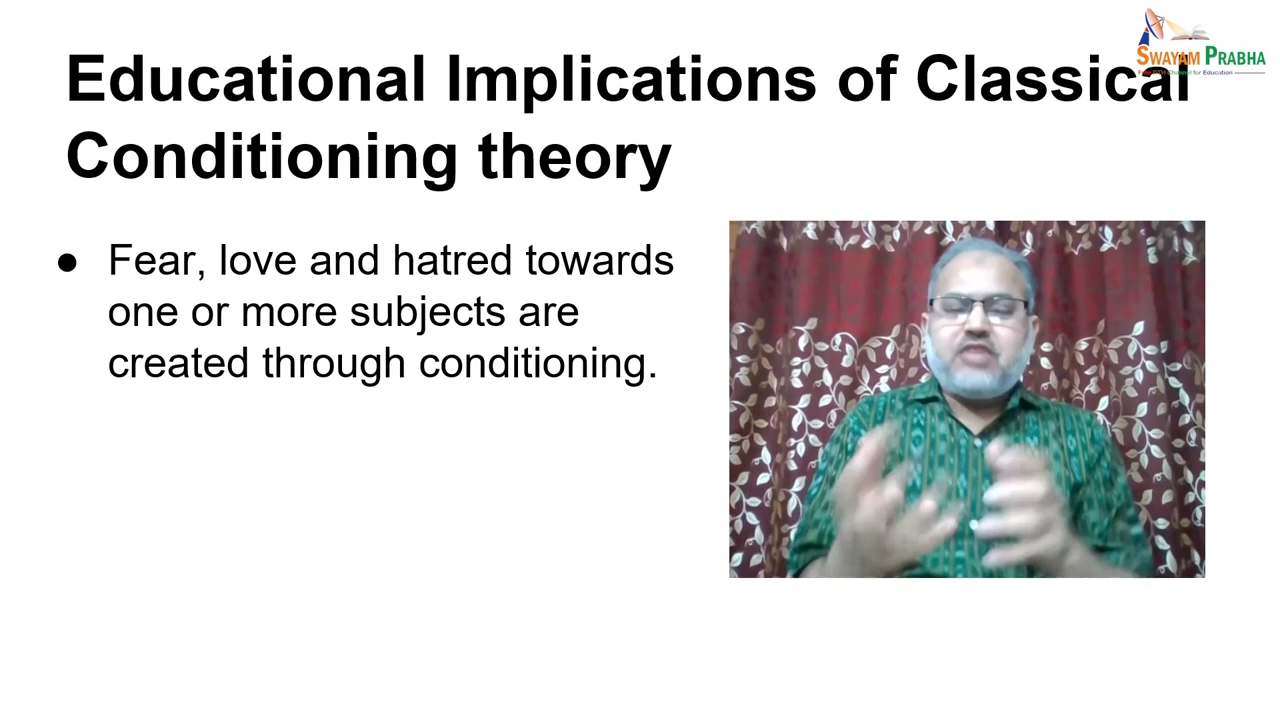 SWAYAM PRABHA
Educational Implications of Classical
Conditioning theory
● Fear, love and hatred towards
one or more subjects are
created through conditioning.